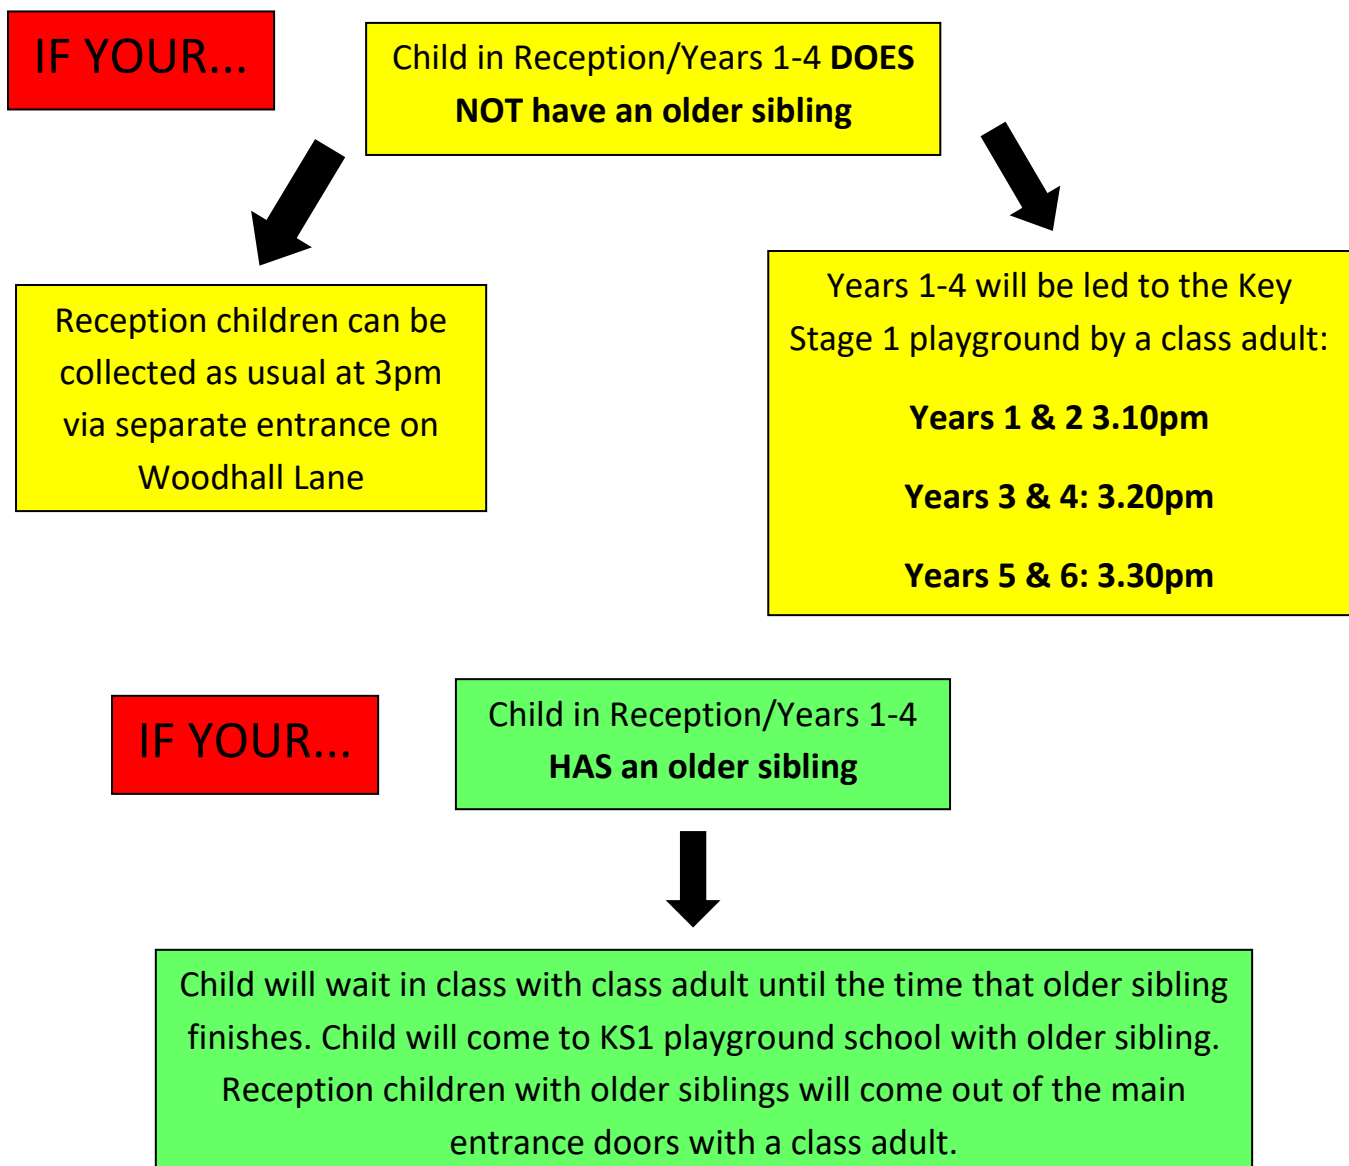 IF YOUR...
Child in Reception/Years 1-4 DOES
NOT have an older sibling
Reception children can be
collected as usual at 3pm
via separate entrance on
Woodhall Lane
Years 1-4 will be led to the Key
Stage 1 playground by a class adult:
Years 1 & 2 3.10pm
Years 3 & 4: 3.20pm
Years 5 & 6: 3.30pm
IF YOUR...
Child in Reception/Years 1-4
HAS an older sibling
Child will wait in class with class adult until the time that older sibling
finishes. Child will come to KS1 playground school with older sibling.
Reception children with older siblings will come out of the main
entrance doors with a class adult.